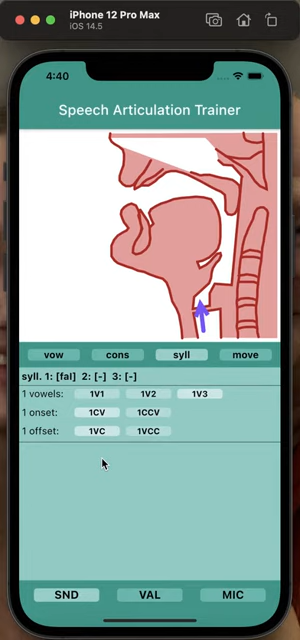 iPhone 12 Pro Max
iOS 14.5
4:40
Speech Articulation Trainer
vow cons syll move
syll. 1: [fal] 2: [-] 3: [-]
1 vowels: 1V1 1V2 1V3
1 onset: 1CV 1CCV
1 offset: 1VC 1VCC
SND VAL MIC